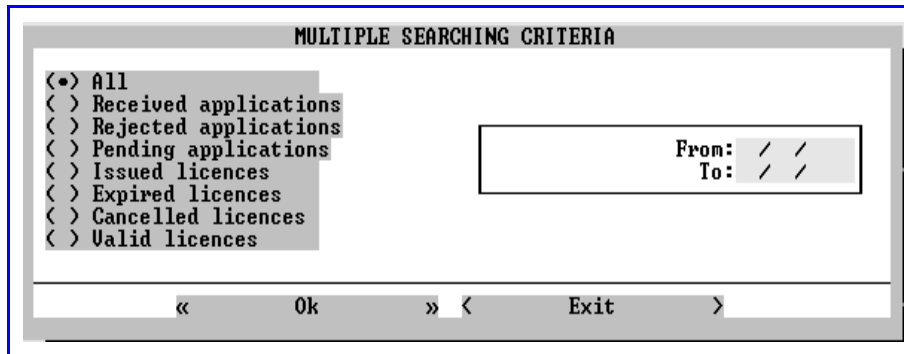 MULTIPLE SEARCHING CRITERIA
(•) All
( ) Received applications
( ) Rejected applications
( ) Pending applications
( ) Issued licences
( ) Expired licences
( ) Cancelled licences
( ) Valid licences
From: / /
To: / /
« Ok » < Exit >